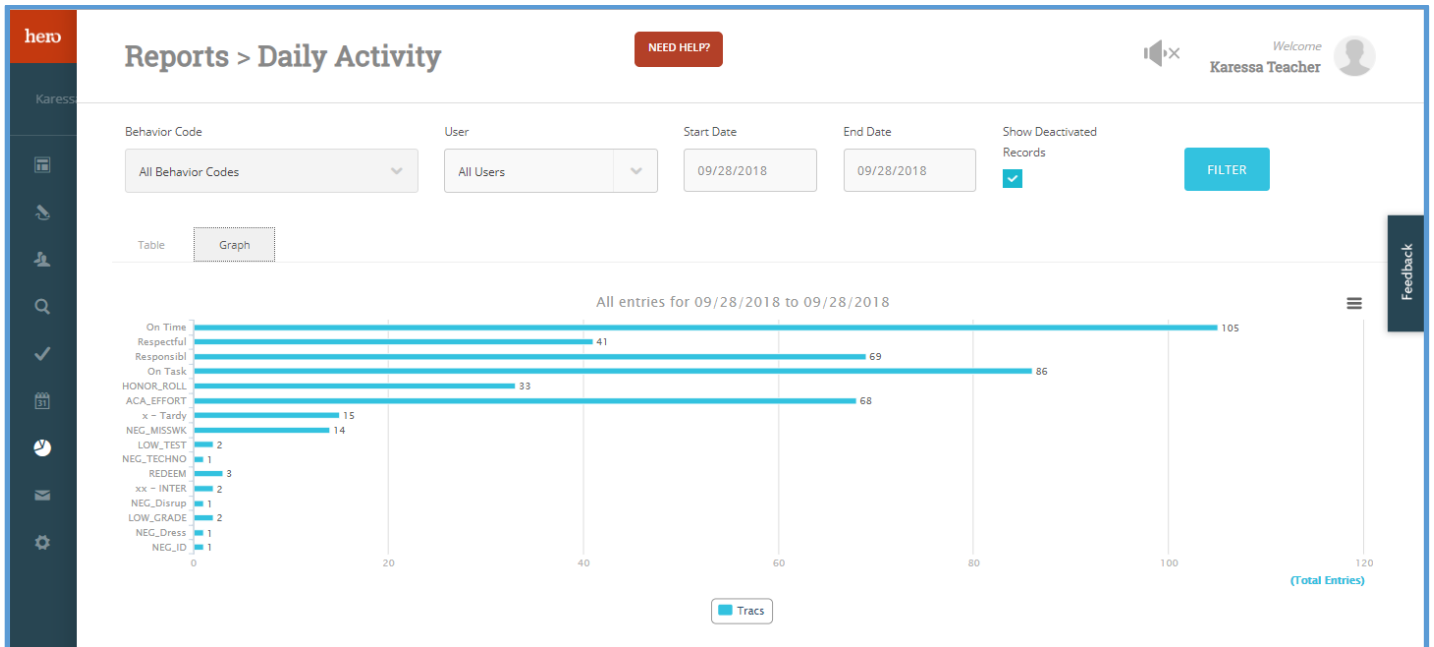 hero
Reports > Daily Activity
NEED HELP?
Welcome
Karessa Teacher
Karess
Behavior Code
User
Start Date
End Date
Show Deactivated
Records
All Behavior Codes
All Users
09/28/2018
09/28/2018
FILTER
Table
Graph
Feedback
All entries for 09/28/2018 to 09/28/2018
On Time 105
Respectful 41
Responsibl 69
On Task 86
HONOR_ROLL 33
ACA_EFFORT 68
x - Tardy 15
NEG_MISSWK 14
LOW_TEST 2
NEG_TECHNO 1
REDEEM 3
xx - INTER 2
NEG_Disrup 1
LOW_GRADE 2
NEG_Dress 1
NEG_ID 1
0 20 40 60 80 100 120
(Total Entries)
Tracs
31